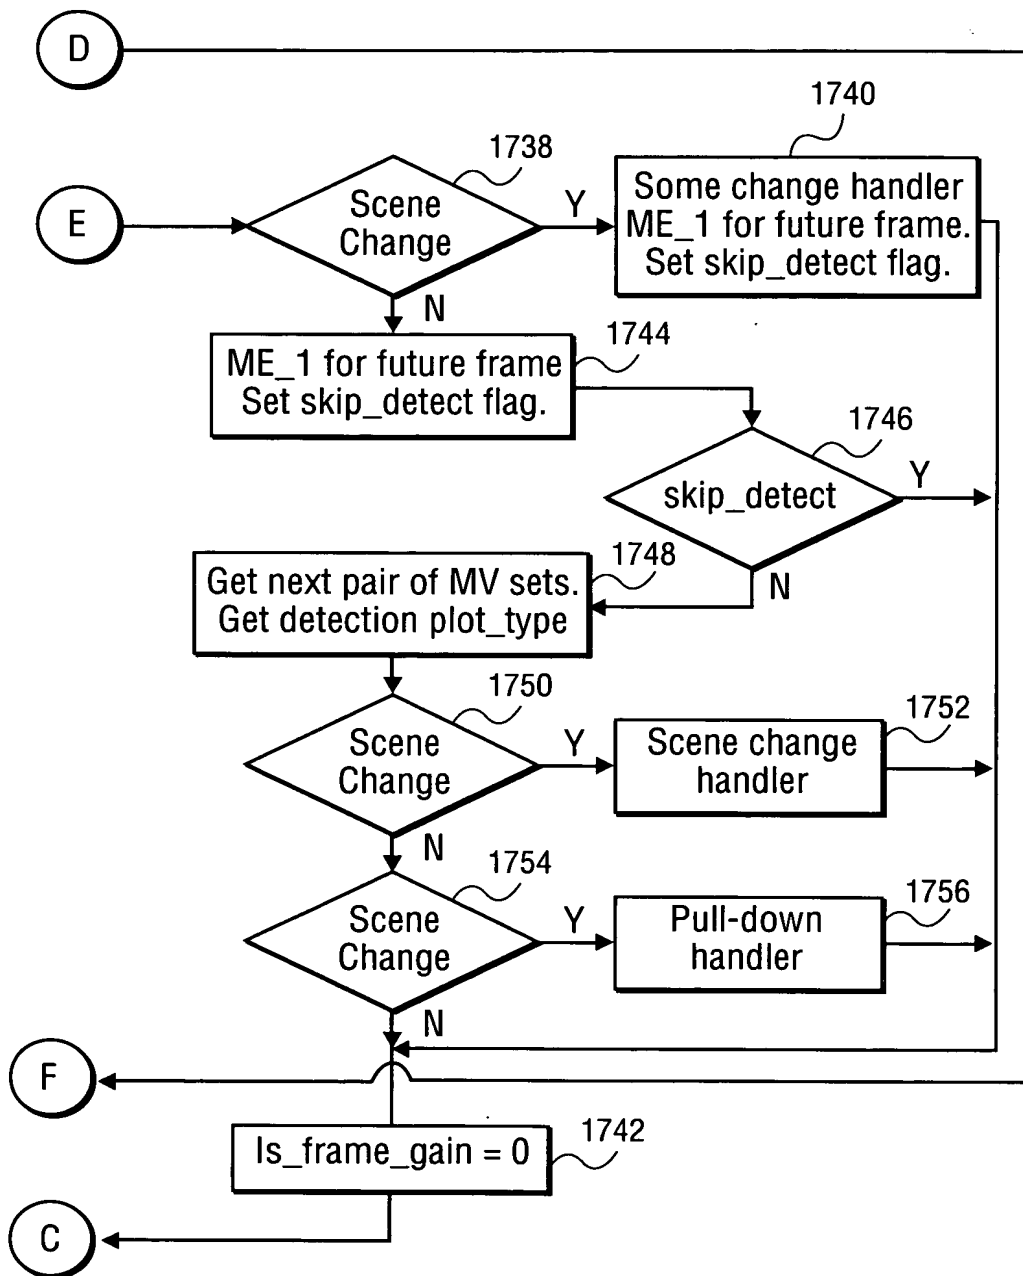 D
1740
1738
E
Scene
Change
Y
Some change handler
ME_1 for future frame.
Set skip_detect flag.
N
1744
ME_1 for future frame
Set skip_detect flag.
1746
skip_detect
Y
N
1748
Get next pair of MV sets.
Get detection plot_type
1750
Scene
Change
Y
1752
Scene change
handler
N
1754
Scene
Change
Y
1756
Pull-down
handler
N
F
1742
Is_frame_gain = 0
C